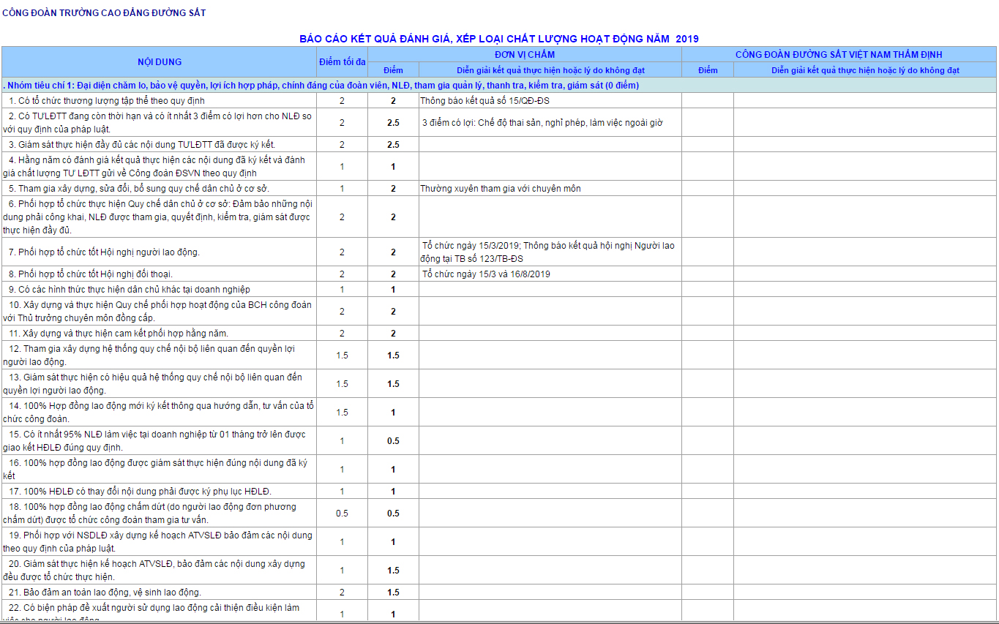 CÔNG ĐOÀN TRƯỜNG CAO ĐẲNG ĐƯỜNG SẮT
BÁO CÁO KẾT QUẢ ĐÁNH GIÁ, XẾP LOẠI CHẤT LƯỢNG HOẠT ĐỘNG NĂM 2019
NỘI DUNG
Điểm tối đa
ĐƠN VỊ CHẤM
CÔNG ĐOÀN ĐƯỜNG SẮT VIỆT NAM THẨM ĐỊNH
Điểm
Diễn giải kết quả thực hiện hoặc lý do không đạt
Điểm
Diễn giải kết quả thực hiện hoặc lý do không đạt
. Nhóm tiêu chí 1: Đại diện chăm lo, bảo vệ quyền, lợi ích hợp pháp, chính đáng của đoàn viên, NLĐ, tham gia quản lý, thanh tra, kiểm tra, giám sát (0 điểm)
1. Có tổ chức thương lượng tập thể theo quy định
2
2
Thông báo kết quả số 15/QĐ-ĐS
2. Có TƯLĐTT đang còn thời hạn và có ít nhất 3 điểm có lợi hơn cho NLĐ so
với quy định của pháp luật.
2
2.5
3 điểm có lợi: Chế độ thai sản, nghỉ phép, làm việc ngoài giờ
3. Giám sát thực hiện đầy đủ các nội dung TƯLĐTT đã được ký kết.
2
2.5
4. Hằng năm có đánh giá kết quả thực hiện các nội dung đã ký kết và đánh
giá chất lượng TƯ LĐTT gửi về Công đoàn ĐSVN theo quy định
1
1
5. Tham gia xây dựng, sửa đổi, bổ sung quy chế dân chủ ở cơ sở.
1
2
Thường xuyên tham gia với chuyên môn
6. Phối hợp tổ chức thực hiện Quy chế dân chủ ở cơ sở: Đảm bảo những nội
dung phải công khai, NLĐ được tham gia, quyết định, kiểm tra, giám sát được
thực hiện đầy đủ.
2
2
7. Phối hợp tổ chức tốt Hội nghị người lao động.
2
2
Tổ chức ngày 15/3/2019; Thông báo kết quả hội nghị Người lao
động tại TB số 123/TB-ĐS
8. Phối hợp tổ chức tốt Hội nghị đối thoại.
2
2
Tổ chức ngày 15/3 và 16/8/2019
9. Có các hình thức thực hiện dân chủ khác tại doanh nghiệp
1
1
10. Xây dựng và thực hiện Quy chế phối hợp hoạt động của BCH công đoàn
với Thủ trưởng chuyên môn đồng cấp.
2
2
11. Xây dựng và thực hiện cam kết phối hợp hằng năm.
2
2
12. Tham gia xây dựng hệ thống quy chế nội bộ liên quan đến quyền lợi
người lao động.
1.5
1.5
13. Giám sát thực hiện có hiệu quả hệ thống quy chế nội bộ liên quan đến
quyền lợi người lao động.
1.5
1.5
14. 100% Hợp đồng lao động mới ký kết thông qua hướng dẫn, tư vấn của tổ
chức công đoàn.
1.5
1
15. Có ít nhất 95% NLĐ làm việc tại doanh nghiệp từ 01 tháng trở lên được
giao kết HĐLĐ đúng quy định.
1
0.5
16. 100% hợp đồng lao động được giám sát thực hiện đúng nội dung đã ký
kết
1
1
17. 100% HĐLĐ có thay đổi nội dung phải được ký phụ lục HĐLĐ.
1
1
18. 100% hợp đồng lao động chấm dứt (do người lao động đơn phương
chấm dứt) được tổ chức công đoàn tham gia tư vấn.
0.5
0.5
19. Phối hợp với NSDLĐ xây dựng kế hoạch ATVSLĐ bảo đảm các nội dung
theo quy định của pháp luật.
1
1
20. Giám sát thực hiện kế hoạch ATVSLĐ, bảo đảm các nội dung xây dựng
đều được tổ chức thực hiện.
1
1.5
21. Bảo đảm an toàn lao động, vệ sinh lao động.
2
1.5
22. Có biện pháp đề xuất người sử dụng lao động cải thiện điều kiện làm
việc cho người lao động.
1
1